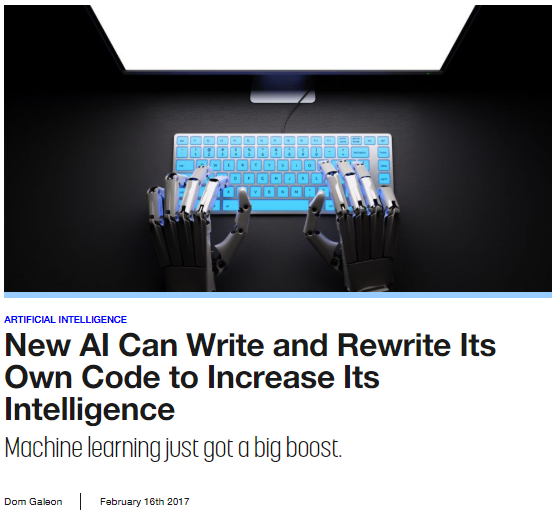 ARTIFICIAL INTELLIGENCE
New AI Can Write and Rewrite Its
Own Code to Increase Its
Intelligence
Machine learning just got a big boost.
Dom Galeon | February 16th 2017